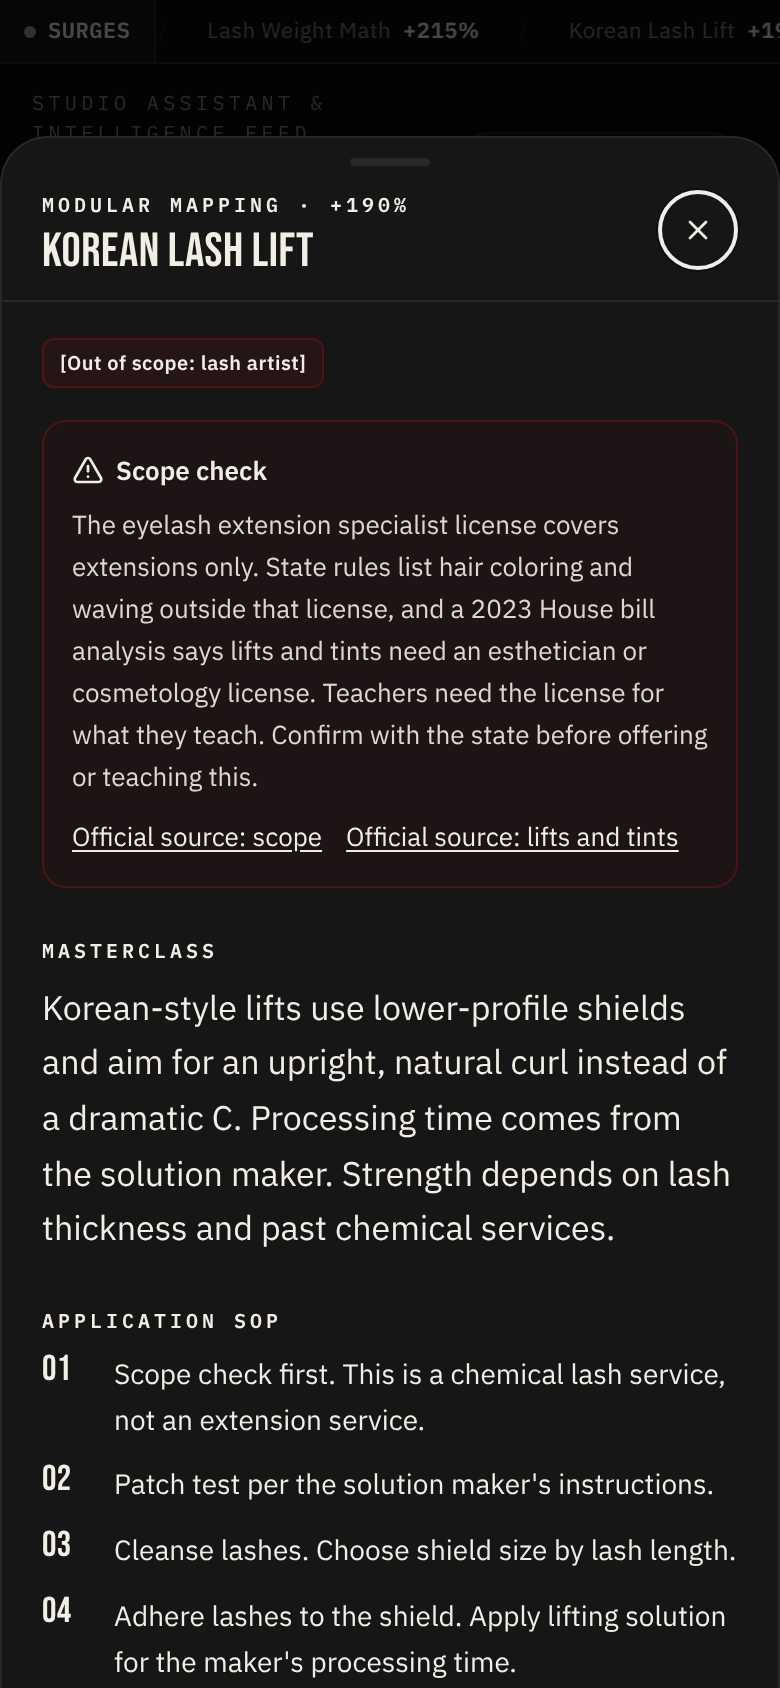 SURGES / Lash Weight Math +215% / Korean Lash Lift
STUDIO ASSISTANT &
INTELLIGENCE FEED
MODULAR MAPPING · +190%
KOREAN LASH LIFT
[Out of scope: lash artist]
Scope check
The eyelash extension specialist license covers
extensions only. State rules list hair coloring and
waving outside that license, and a 2023 House bill
analysis says lifts and tints need an esthetician or
cosmetology license. Teachers need the license for
what they teach. Confirm with the state before offering
or teaching this.
Official source: scope Official source: lifts and tints
MASTERCLASS
Korean-style lifts use lower-profile shields
and aim for an upright, natural curl instead of
a dramatic C. Processing time comes from
the solution maker. Strength depends on lash
thickness and past chemical services.
APPLICATION SOP
01 Scope check first. This is a chemical lash service,
not an extension service.
02 Patch test per the solution maker's instructions.
03 Cleanse lashes. Choose shield size by lash length.
04 Adhere lashes to the shield. Apply lifting solution
for the maker's processing time.